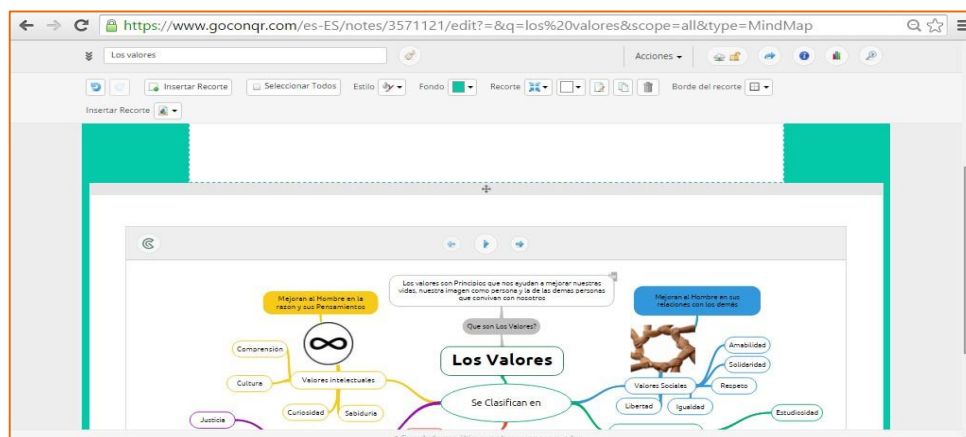 https://www.goconqr.com/es-ES/notes/3571121/edit?=&q=los%20valores&scope=all&type=MindMap
Los valores
Acciones
Insertar Recorte
Seleccionar Todos
Estilo
Fondo
Recorte
Borde del recorte
Insertar Recorte
Los valores son Principios que nos ayudan a mejorar nuestras
vidas, nuestra imagen como persona y la de las demas personas
que convivan con nosotros
Mejoran al Hombre en la
razon y sus Pensamientos
Mejoran al Hombre en sus
relaciones con los demás
Que son Los Valores?
Comprensión
Los Valores
Amabilidad
Solidaridad
Cultura
Valores intelectuales
Valores Sociales
Respeto
Se Clasifican en
Curiosidad
Sabiduria
Libertad
Igualdad
Justicia
Estudiosidad